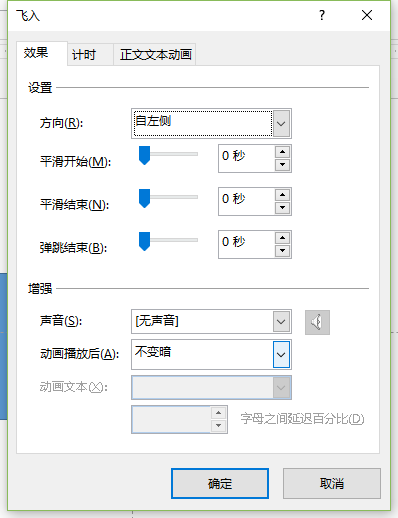 飞入
效果 计时 正文文本动画
设置
方向(R): 自左侧
平滑开始(M): 0 秒
平滑结束(N): 0 秒
弹跳结束(B): 0 秒
增强
声音(S): [无声音]
动画播放后(A): 不变暗
动画文本(X):
字母之间延迟百分比(D)
确定 取消